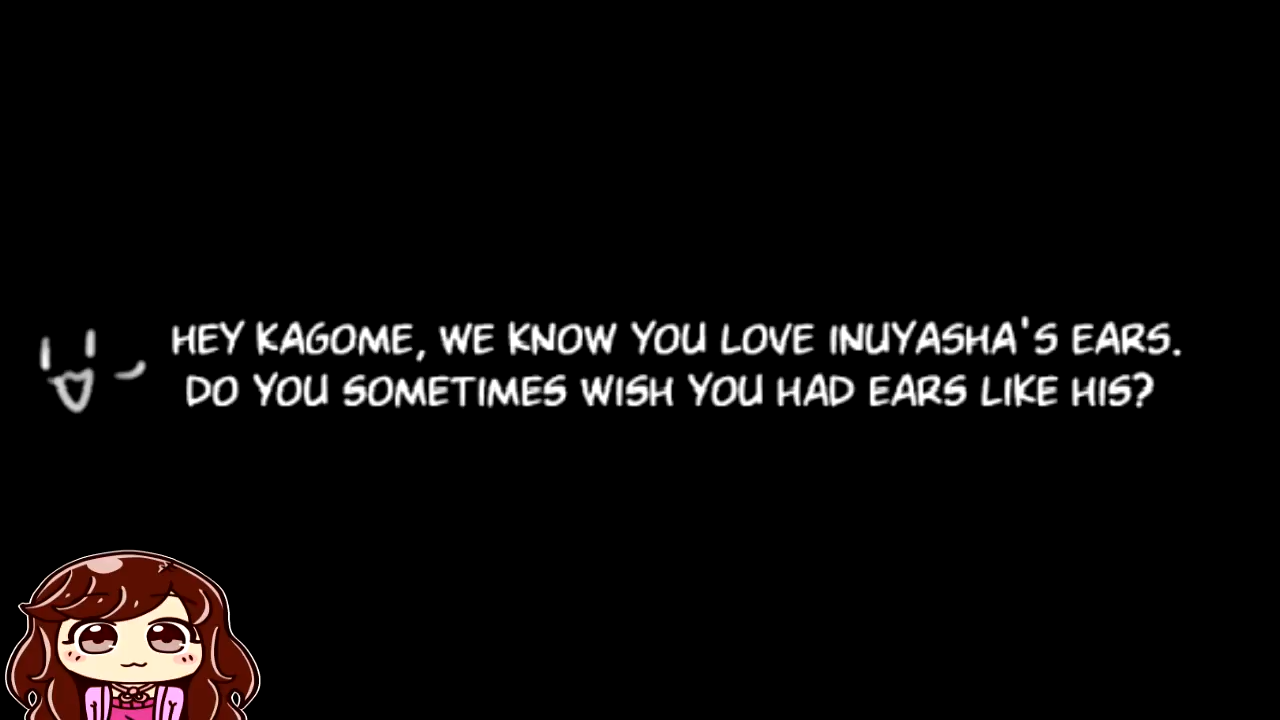 HEY KAGOME, WE KNOW YOU LOVE INUYASHA'S EARS.
DO YOU SOMETIMES WISH YOU HAD EARS LIKE HIS?